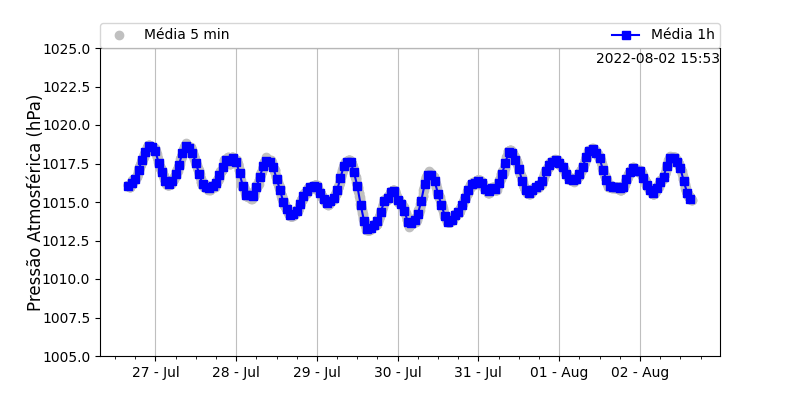 Média 5 min
Média 1h
2022-08-02 15:53
Pressão Atmosférica (hPa)
1025.0
1022.5
1020.0
1017.5
1015.0
1012.5
1010.0
1007.5
1005.0
27 - Jul
28 - Jul
29 - Jul
30 - Jul
31 - Jul
01 - Aug
02 - Aug